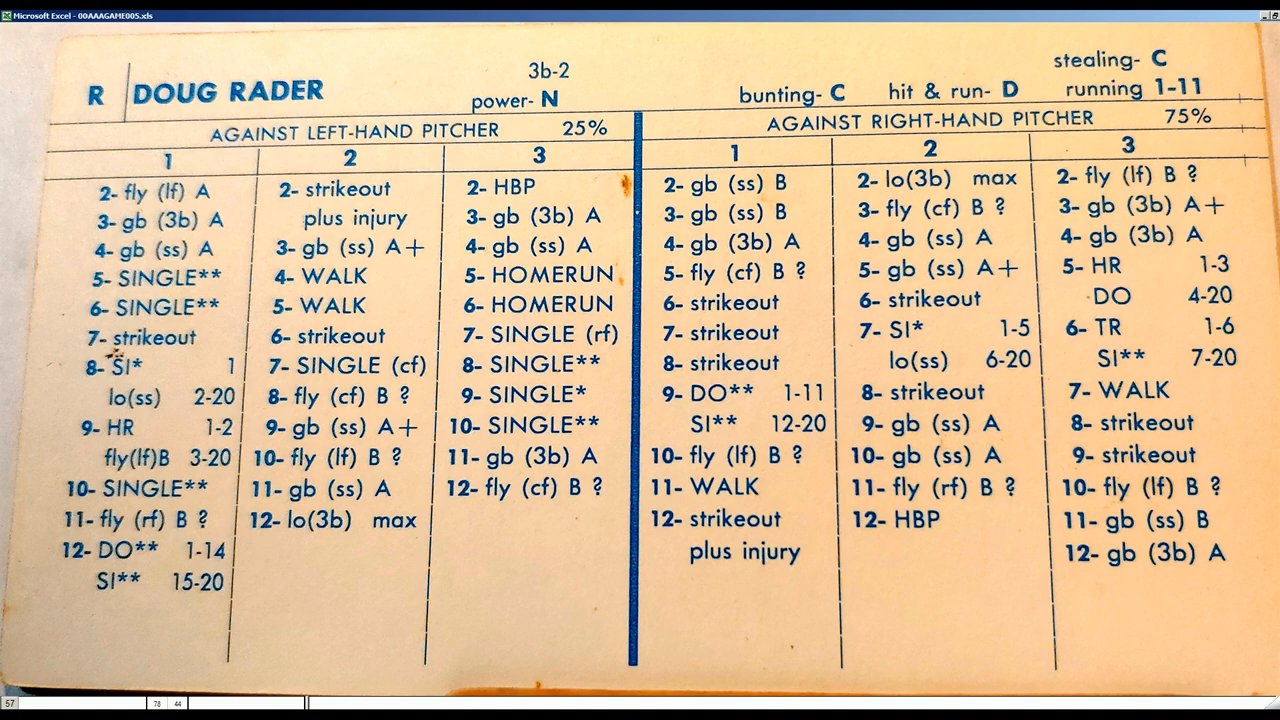 Microsoft Excel - 00AAAGAME005.xls
R DOUG RADER
3b-2
power- N
bunting- C
hit & run- D
stealing- C
running 1-11
AGAINST LEFT-HAND PITCHER 25%
1
2- fly (lf) A
3- gb (3b) A
4- gb (ss) A
5- SINGLE**
6- SINGLE**
7- strikeout
8- SI* 1
lo(ss) 2-20
9- HR 1-2
fly(lf)B 3-20
10- SINGLE**
11- fly (rf) B ?
12- DO** 1-14
SI** 15-20
2
2- strikeout
plus injury
3- gb (ss) A+
4- WALK
5- WALK
6- strikeout
7- SINGLE (cf)
8- fly (cf) B ?
9- gb (ss) A+
10- fly (lf) B ?
11- gb (ss) A
12- lo(3b) max
3
2- HBP
3- gb (3b) A
4- gb (ss) A
5- HOMERUN
6- HOMERUN
7- SINGLE (rf)
8- SINGLE**
9- SINGLE*
10- SINGLE**
11- gb (3b) A
12- fly (cf) B ?
AGAINST RIGHT-HAND PITCHER 75%
1
2- gb (ss) B
3- gb (ss) B
4- gb (3b) A
5- fly (cf) B ?
6- strikeout
7- strikeout
8- strikeout
9- DO** 1-11
SI** 12-20
10- fly (lf) B ?
11- WALK
12- strikeout
plus injury
2
2- lo(3b) max
3- fly (cf) B ?
4- gb (ss) A
5- gb (ss) A+
6- strikeout
7- SI* 1-5
lo(ss) 6-20
8- strikeout
9- gb (ss) A
10- gb (ss) A
11- fly (rf) B ?
12- HBP
3
2- fly (lf) B ?
3- gb (3b) A+
4- gb (3b) A
5- HR 1-3
DO 4-20
6- TR 1-6
SI** 7-20
7- WALK
8- strikeout
9- strikeout
10- fly (lf) B ?
11- gb (ss) B
12- gb (3b) A
57 78 44